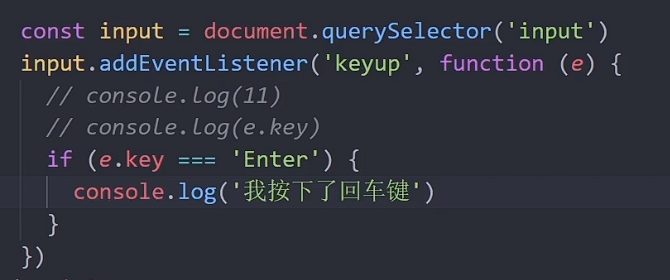 const input = document.querySelector('input')
input.addEventListener('keyup', function (e) {
// console.log(11)
// console.log(e.key)
if (e.key === 'Enter') {
console.log('我按下了回车键')
}
})